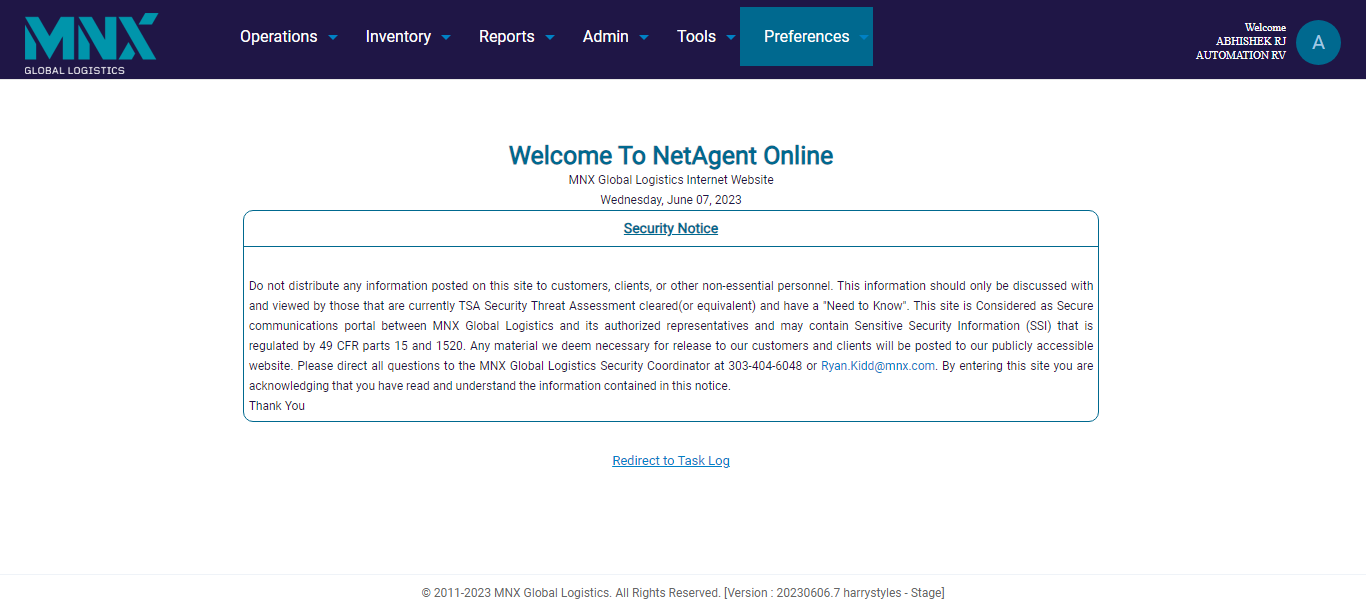 MNX
GLOBAL LOGISTICS
Operations Inventory Reports Admin Tools Preferences
Welcome
ABHISHEK RJ
AUTOMATION RV
A
Welcome To NetAgent Online
MNX Global Logistics Internet Website
Wednesday, June 07, 2023
Security Notice
Do not distribute any information posted on this site to customers, clients, or other non-essential personnel. This information should only be discussed with
and viewed by those that are currently TSA Security Threat Assessment cleared(or equivalent) and have a "Need to Know". This site is Considered as Secure
communications portal between MNX Global Logistics and its authorized representatives and may contain Sensitive Security Information (SSI) that is
regulated by 49 CFR parts 15 and 1520. Any material we deem necessary for release to our customers and clients will be posted to our publicly accessible
website. Please direct all questions to the MNX Global Logistics Security Coordinator at 303-404-6048 or Ryan.Kidd@mnx.com. By entering this site you are
acknowledging that you have read and understand the information contained in this notice.
Thank You
Redirect to Task Log
© 2011-2023 MNX Global Logistics. All Rights Reserved. [Version : 20230606.7 harrystyles - Stage]